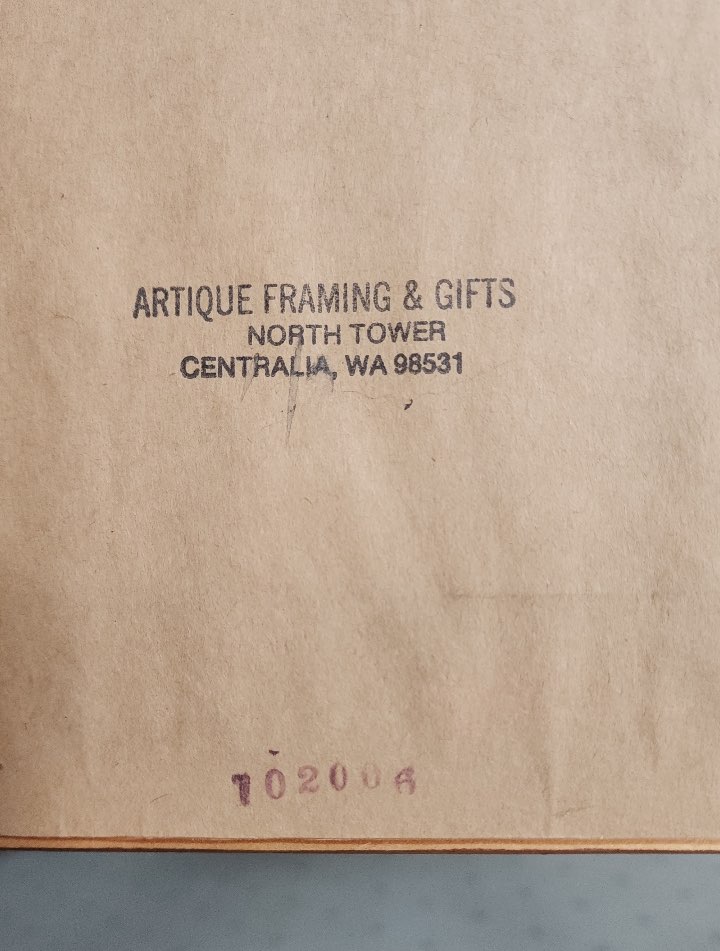 ARTIQUE FRAMING & GIFTS
NORTH TOWER
CENTRALIA, WA 98531
102006